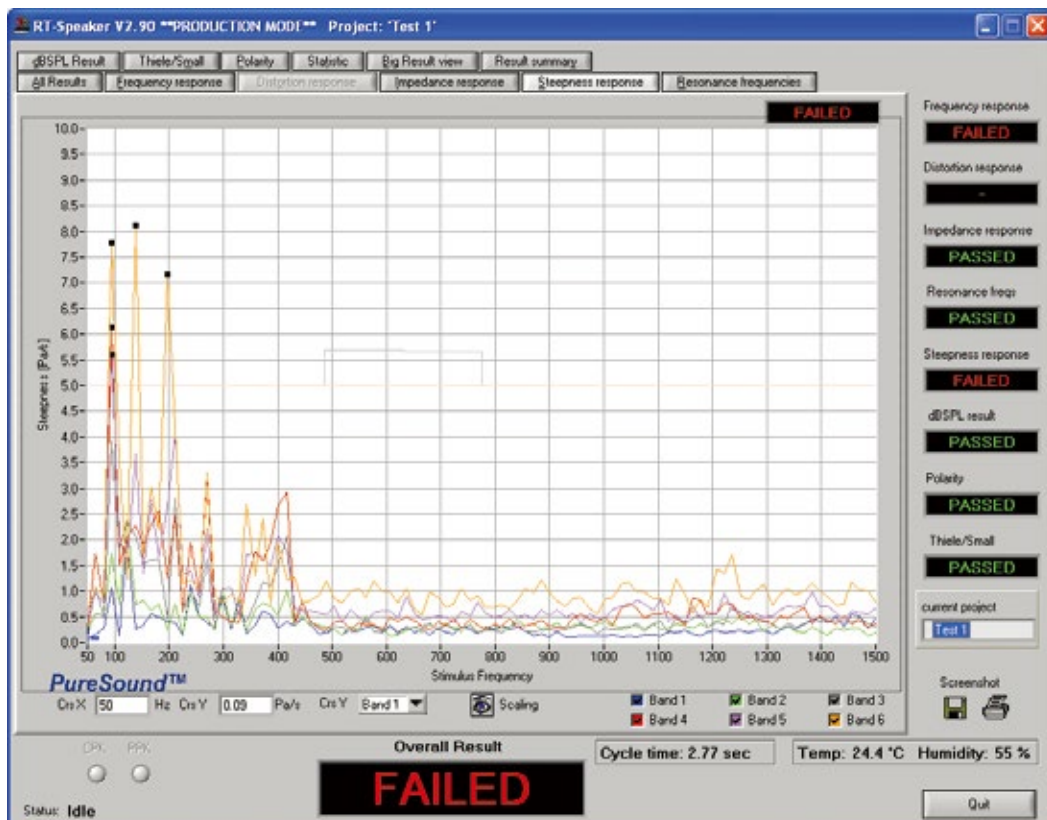 RT-Speaker V2.90 **PRODUCTION MODE** Project: 'Test 1'
dBSPL Result Thiele/Small Polarity Statistic Big Result view Result summary
All Results Frequency response Distortion response Impedance response Steepness response Resonance frequencies
FAILED
Frequency response
FAILED
Distortion response
-
Impedance response
PASSED
Resonance freqs
PASSED
Steepness response
FAILED
dBSPL result
PASSED
Polarity
PASSED
Thiele/Small
PASSED
current project
Test 1
Screenshot
Steepness [Pa/s]
10.0
9.5
9.0
8.5
8.0
7.5
7.0
6.5
6.0
5.5
5.0
4.5
4.0
3.5
3.0
2.5
2.0
1.5
1.0
0.5
0.0
50 100 200 300 400 500 600 700 800 900 1000 1100 1200 1300 1400 1500
Stimulus Frequency
PureSound™
Crs X 50 Hz Crs Y 0.09 Pa/s Crs Y Band 1 Scaling
Band 1 Band 2 Band 3
Band 4 Band 5 Band 6
CPK PPK
Overall Result
FAILED
Cycle time: 2.77 sec
Temp: 24.4 °C Humidity: 55 %
Status: Idle
Quit